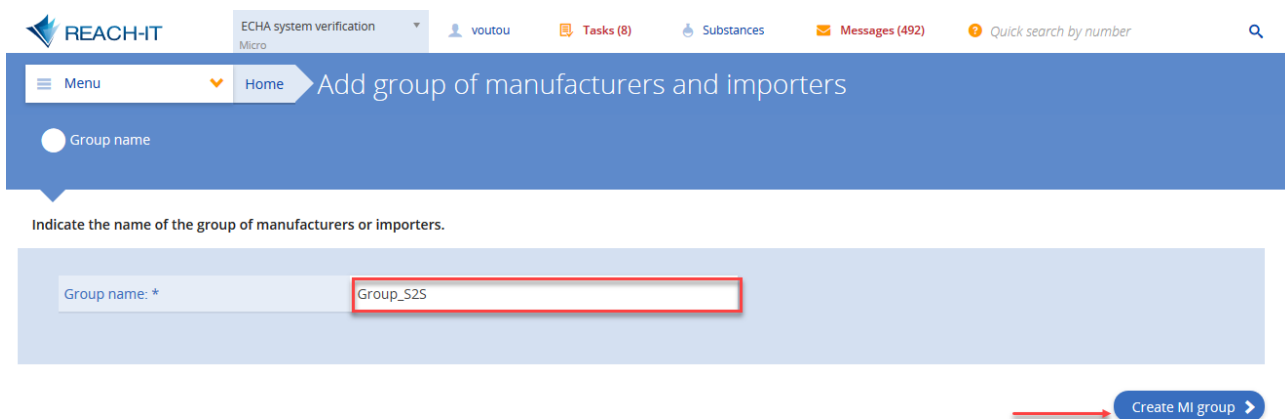 REACH-IT
ECHA system verification
Micro
voutou
Tasks (8)
Substances
Messages (492)
Quick search by number
Menu
Home
Add group of manufacturers and importers
Group name
Indicate the name of the group of manufacturers or importers.
Group name: *
Group_S2S
Create MI group